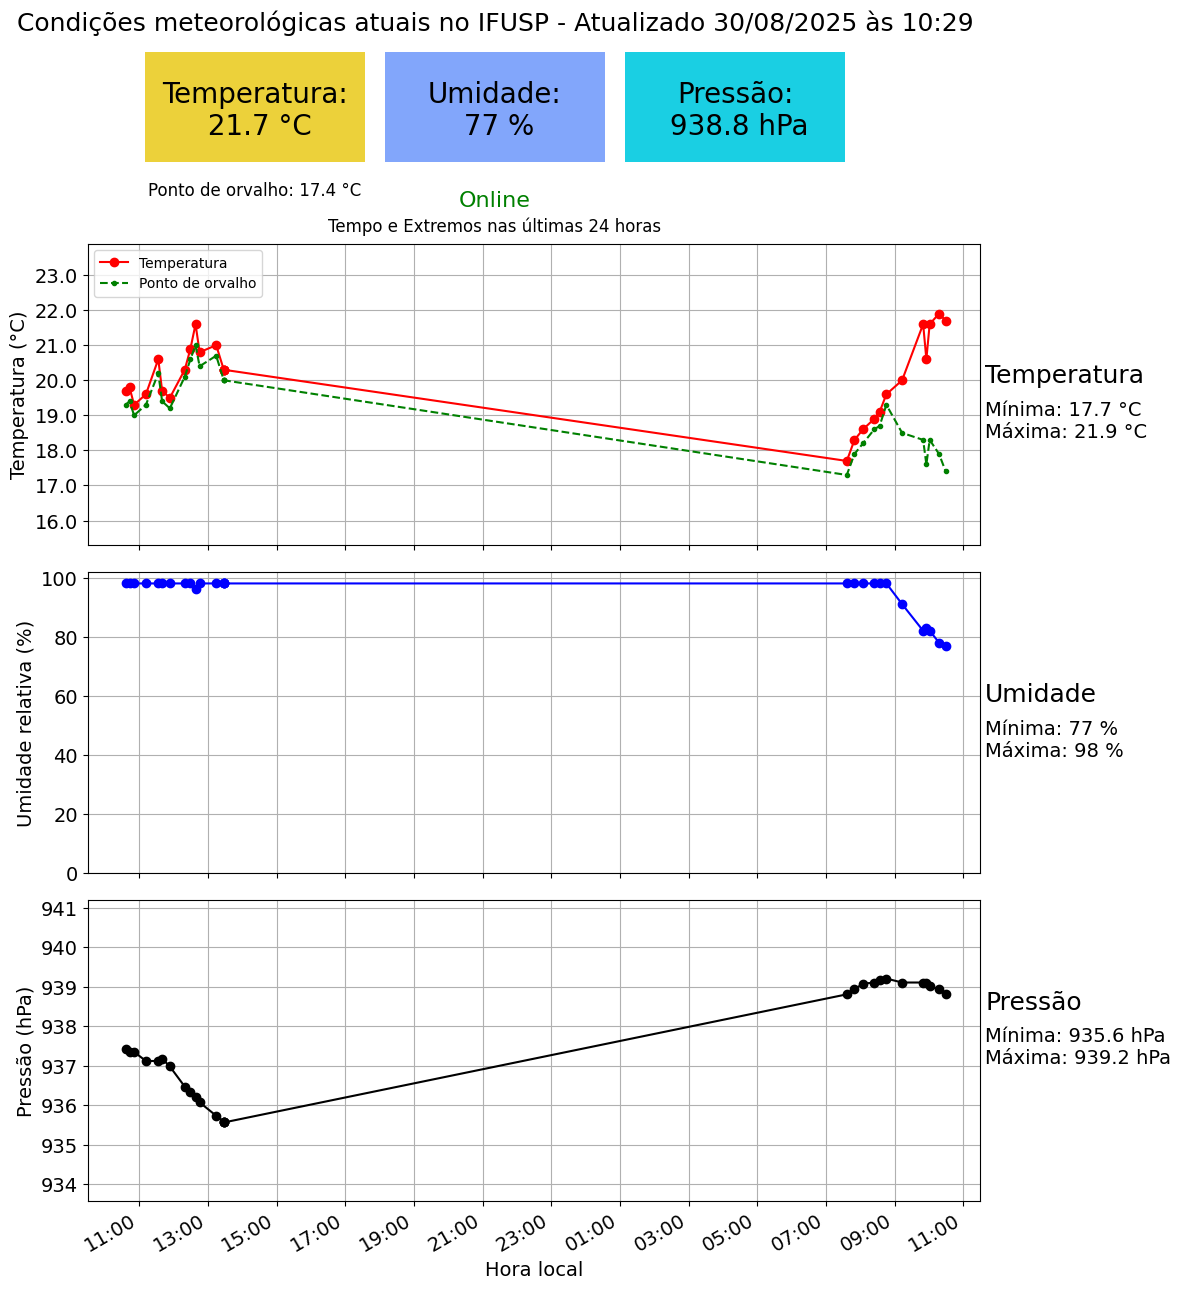 Condições meteorológicas atuais no IFUSP - Atualizado 30/08/2025 às 10:29
Temperatura:
21.7 °C
Umidade:
77 %
Pressão:
938.8 hPa
Ponto de orvalho: 17.4 °C
Online
Tempo e Extremos nas últimas 24 horas
Temperatura
Ponto de orvalho
Temperatura (°C)
23.0
22.0
21.0
20.0
19.0
18.0
17.0
16.0
Temperatura
Mínima: 17.7 °C
Máxima: 21.9 °C
Umidade relativa (%)
100
80
60
40
20
0
Umidade
Mínima: 77 %
Máxima: 98 %
Pressão (hPa)
941
940
939
938
937
936
935
934
Pressão
Mínima: 935.6 hPa
Máxima: 939.2 hPa
11:00
13:00
15:00
17:00
19:00
21:00
23:00
01:00
03:00
05:00
07:00
09:00
11:00
Hora local